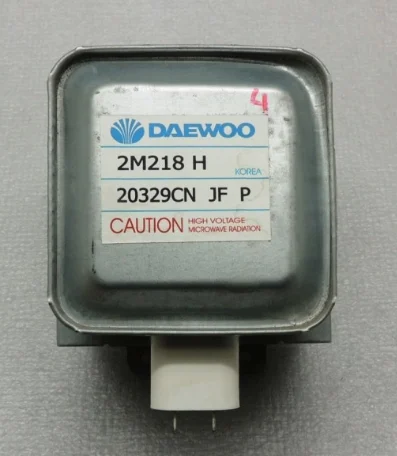 4
DAEWOO
2M218 H
KOREA
20329CN JF P
CAUTION HIGH VOLTAGE
MICROWAVE RADIATION